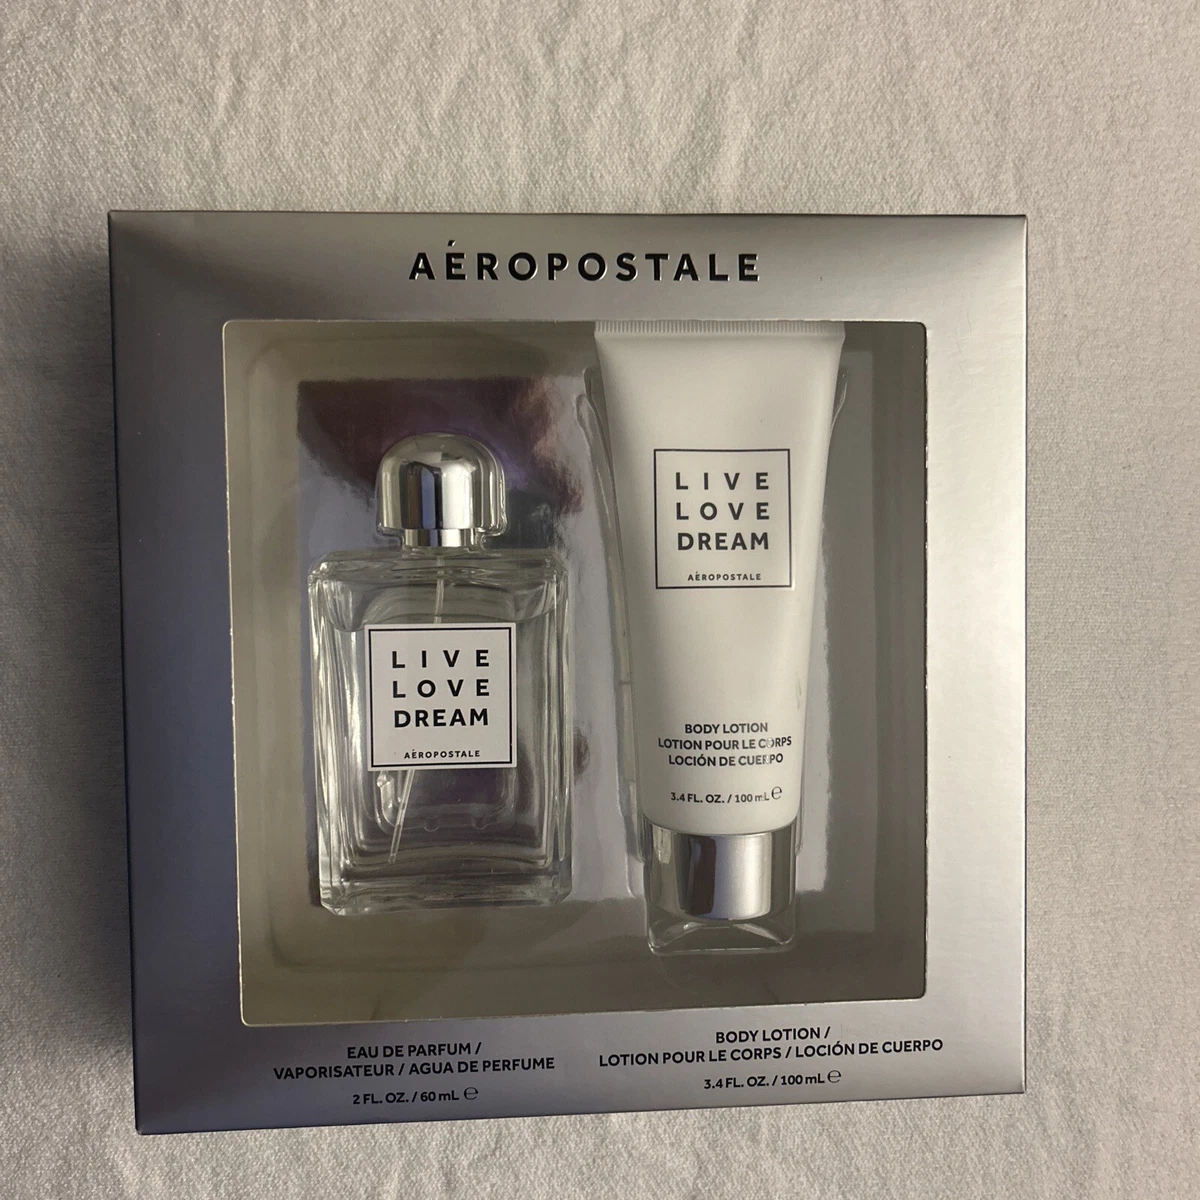 AÉROPOSTALE
LIVE
LOVE
DREAM
AÉROPOSTALE
LIVE
LOVE
DREAM
AÉROPOSTALE
BODY LOTION
LOTION POUR LE CORPS
LOCIÓN DE CUERPO
3.4 FL. OZ. / 100 mL ℮
EAU DE PARFUM /
VAPORISATEUR / AGUA DE PERFUME
2 FL. OZ. / 60 mL ℮
BODY LOTION /
LOTION POUR LE CORPS / LOCIÓN DE CUERPO
3.4 FL. OZ. / 100 mL ℮